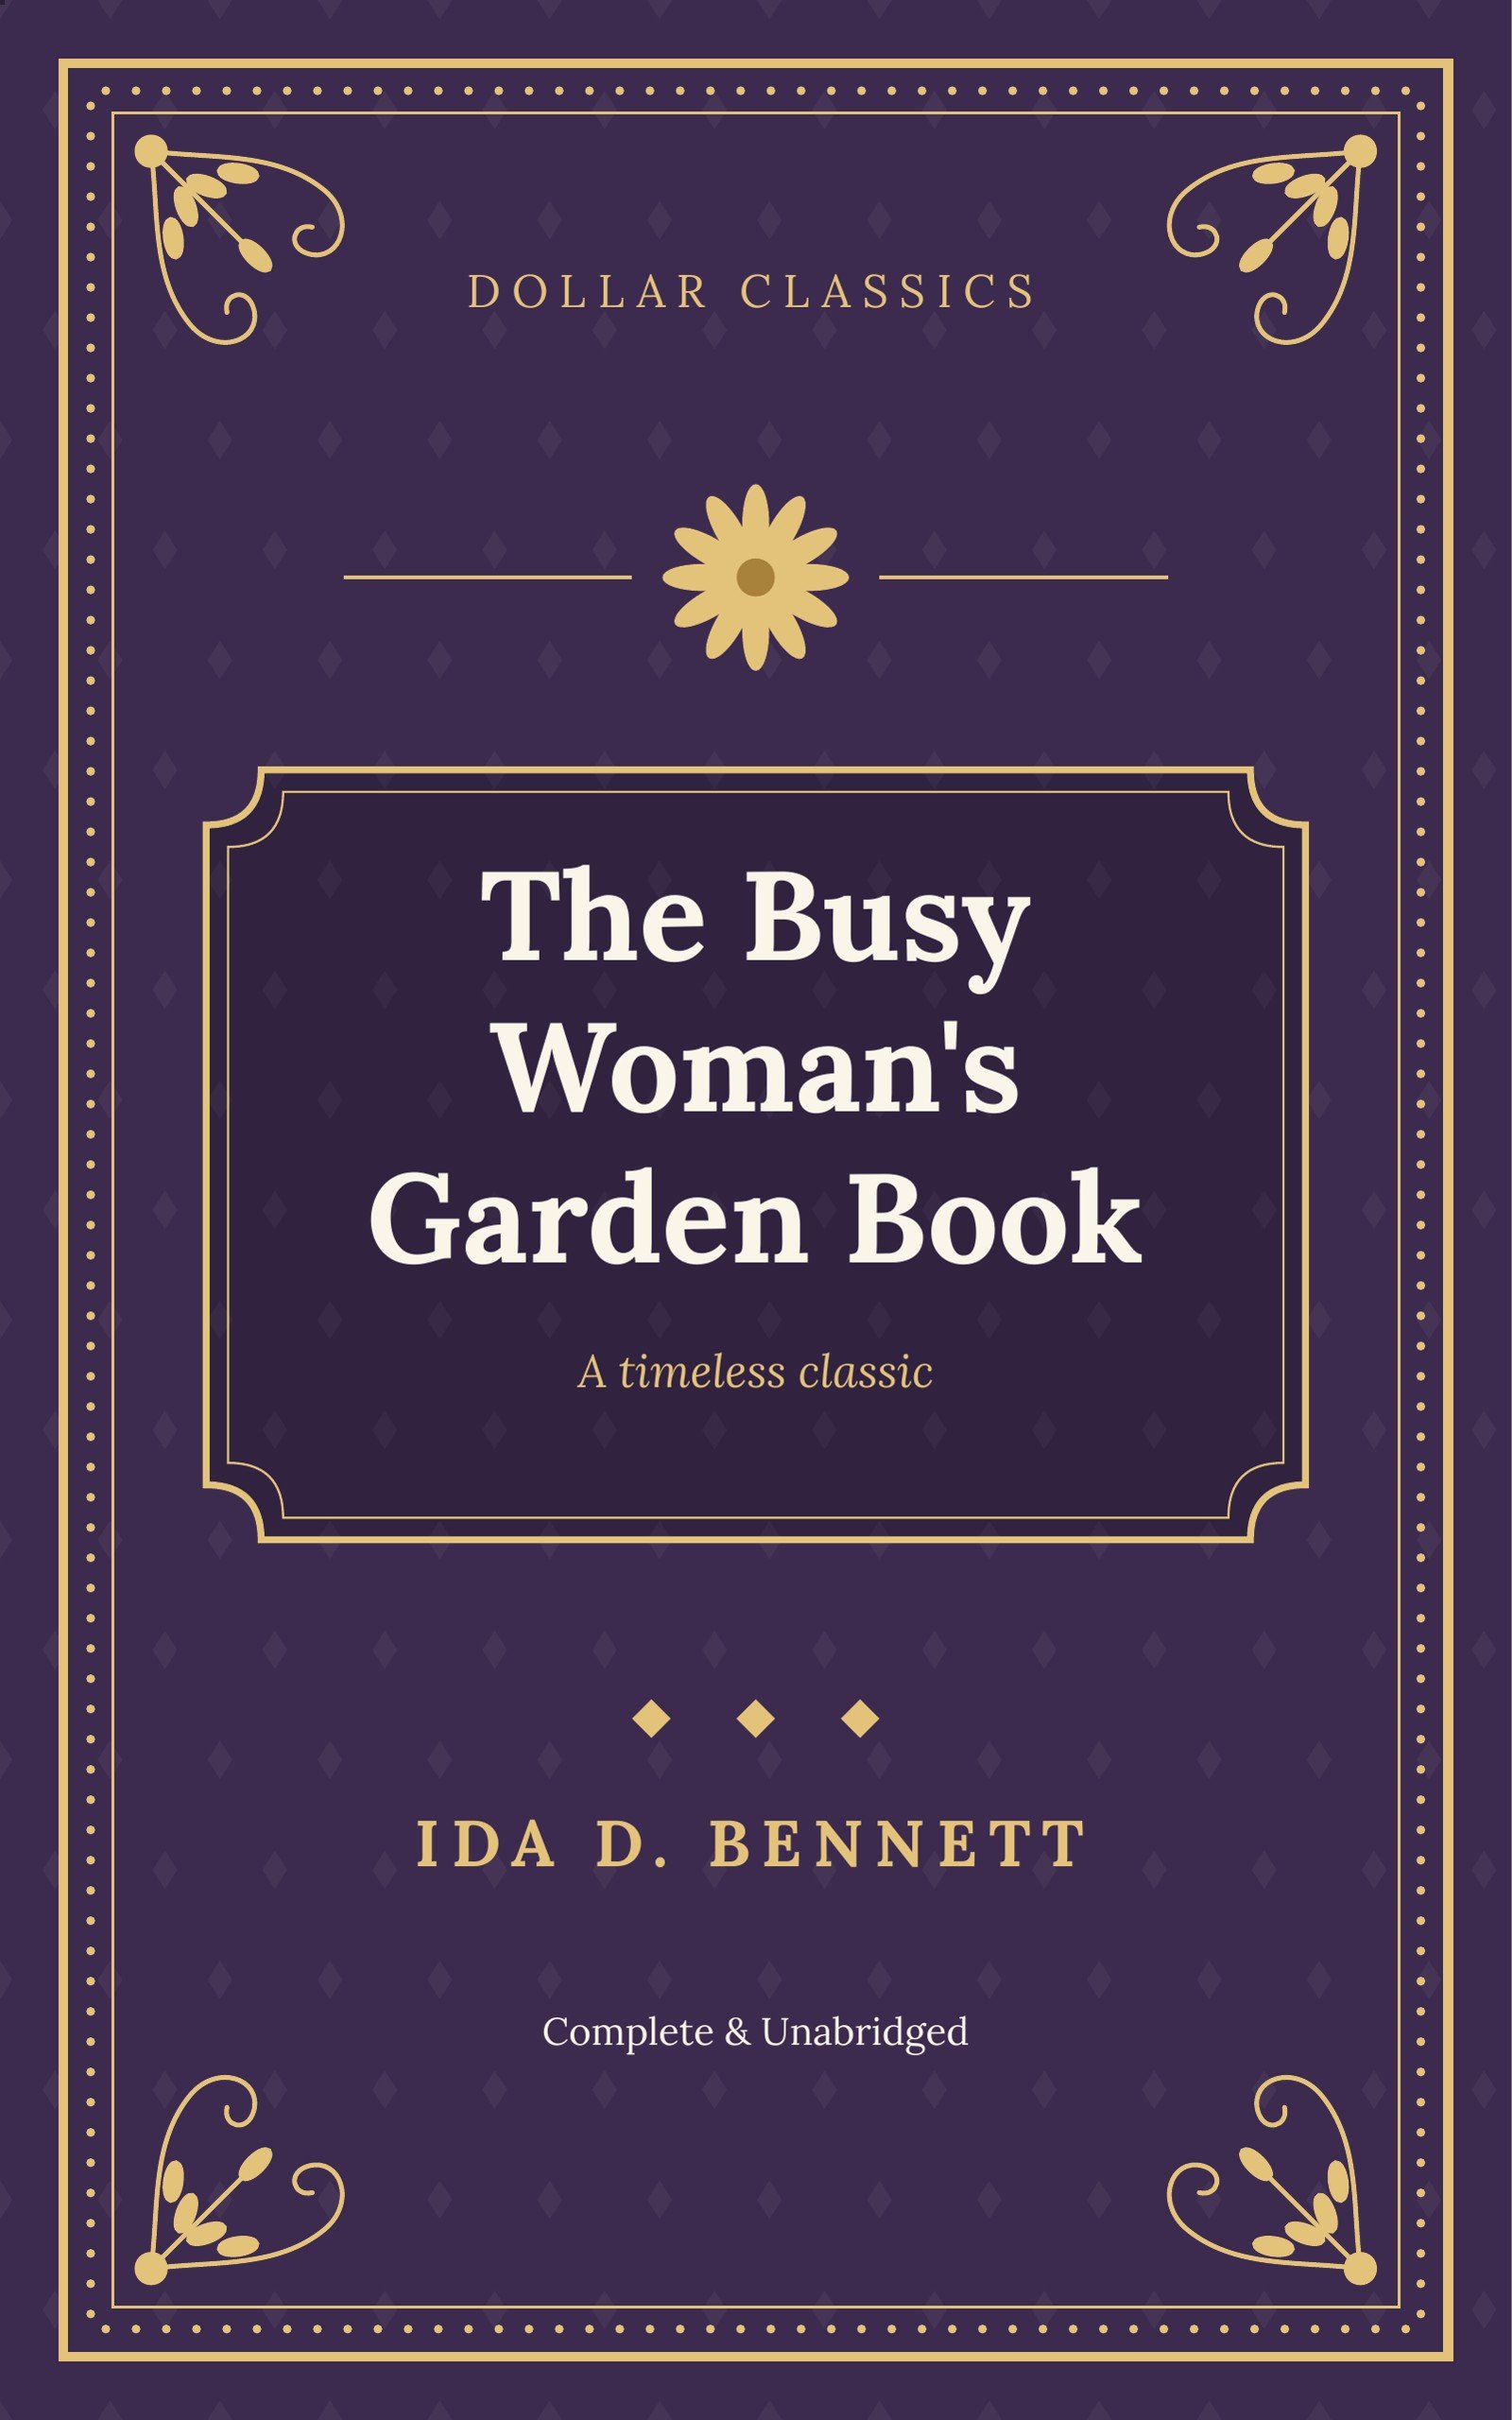 DOLLAR CLASSICS
The Busy
Woman's
Garden Book
A timeless classic
IDA D. BENNETT
Complete & Unabridged